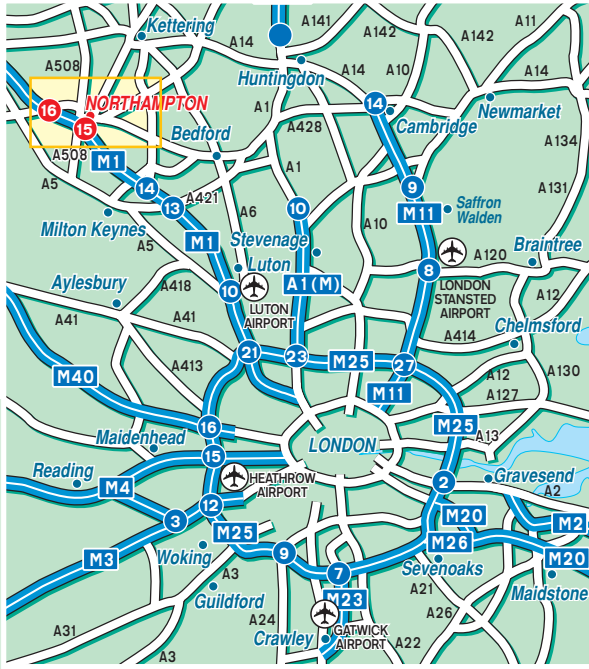 Kettering
A141
A142
A11
A14
A142
A508
Huntingdon
A14
A10
A14
16
NORTHAMPTON
15
A1
14
Cambridge
Newmarket
A508
Bedford
A428
A134
M1
A5
14
A421
A1
9
A131
13
A6
10
M11
Saffron
Walden
Milton Keynes
A10
A5
M1
Stevenage
Luton
A120
Braintree
8
Aylesbury
A418
10
A1(M)
LONDON
STANSTED
AIRPORT
A12
LUTON
AIRPORT
A41
A41
A414
Chelmsford
21
23
M25
27
A413
A12
A130
M40
M11
A127
16
M25
Maidenhead
LONDON
A13
15
Reading
HEATHROW
AIRPORT
2
Gravesend
M4
A2
12
M20
M2
3
M25
M26
M3
Woking
9
Sevenoaks
M20
7
A3
A21
Guildford
M23
Maidstone
A24
A26
A31
Crawley
GATWICK
AIRPORT
A22
A3